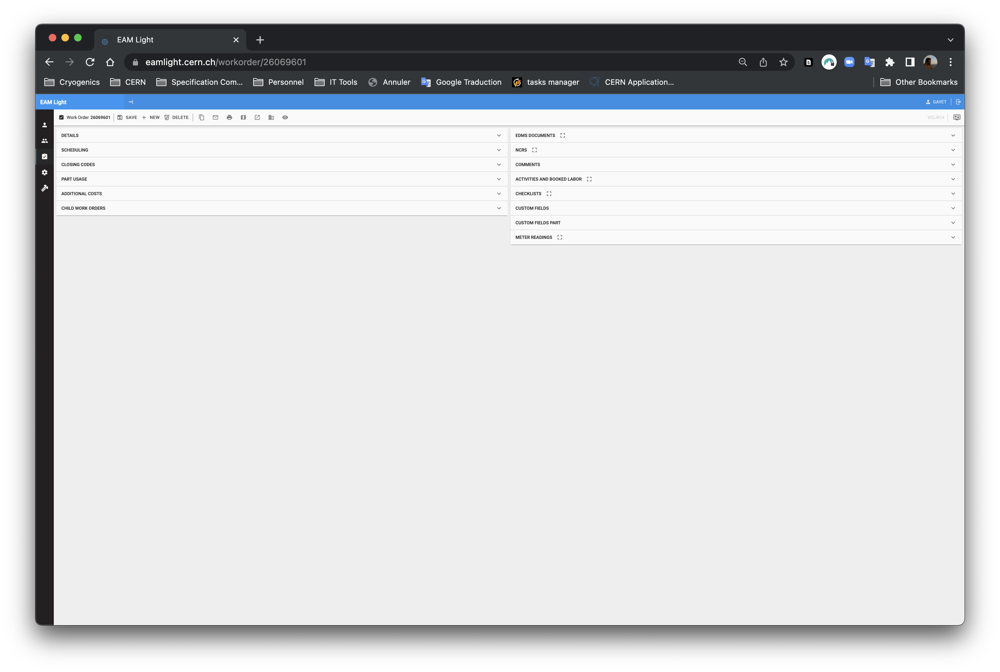 EAM Light
eamlight.cern.ch/workorder/26069601
Cryogenics CERN Specification Com... Personnel IT Tools Annuler Google Traduction tasks manager CERN Application... Other Bookmarks
EAM Light GAYET
Work Order 26069601 SAVE NEW DELETE WSJB14
DETAILS
SCHEDULING
CLOSING CODES
PART USAGE
ADDITIONAL COSTS
CHILD WORK ORDERS
EDMS DOCUMENTS
NCRS
COMMENTS
ACTIVITIES AND BOOKED LABOR
CHECKLISTS
CUSTOM FIELDS
CUSTOM FIELDS PART
METER READINGS